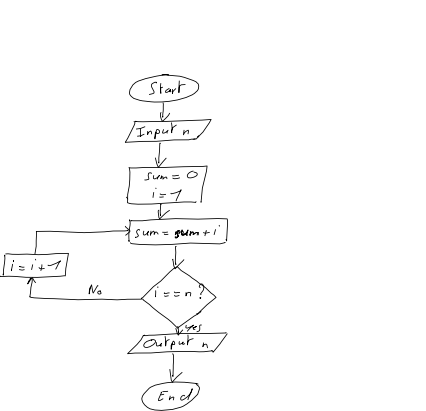 Start
Input n
sum = 0
i = 1
sum = sum + i
i = i + 1
i == n ?
No
yes
Output n
End